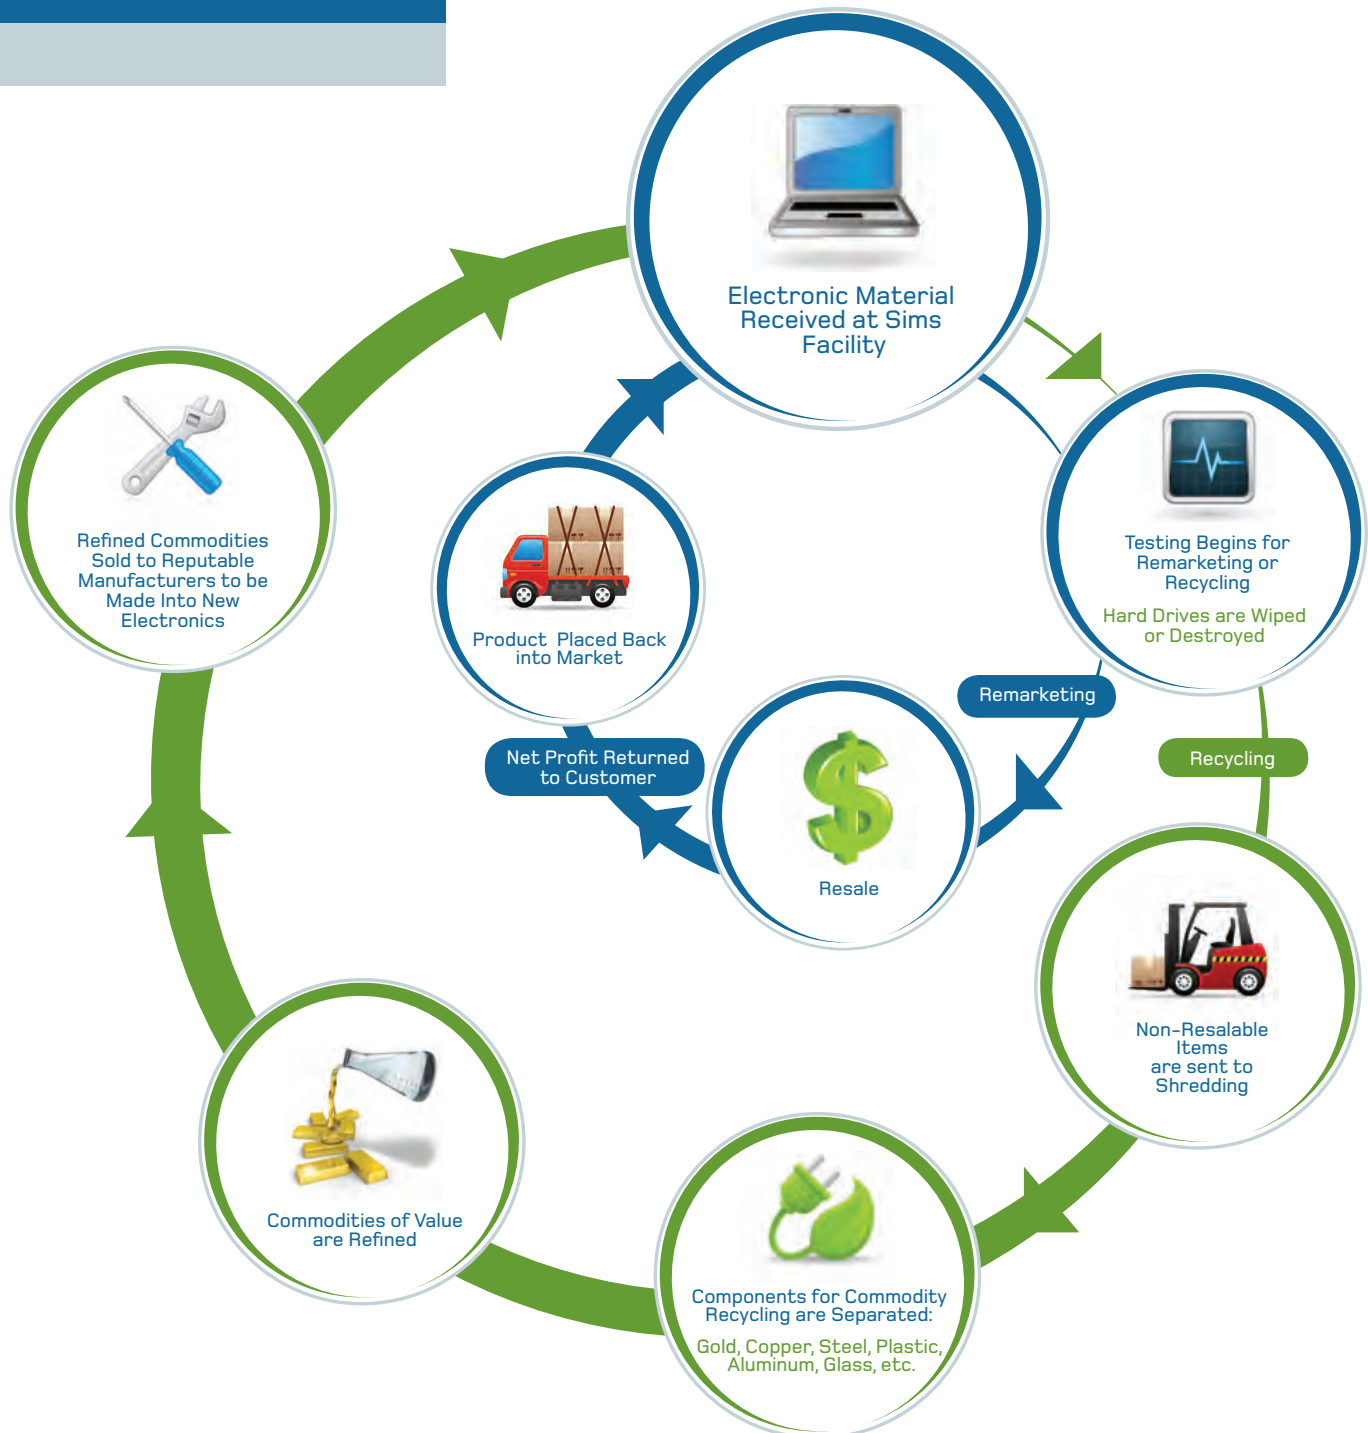 Electronic Material
Received at Sims
Facility
Testing Begins for
Remarketing or
Recycling
Hard Drives are Wiped
or Destroyed
Refined Commodities
Sold to Reputable
Manufacturers to be
Made Into New
Electronics
Product Placed Back
into Market
Remarketing
Net Profit Returned
to Customer
Recycling
Resale
Non-Resalable
Items
are sent to
Shredding
Commodities of Value
are Refined
Components for Commodity
Recycling are Separated:
Gold, Copper, Steel, Plastic,
Aluminum, Glass, etc.